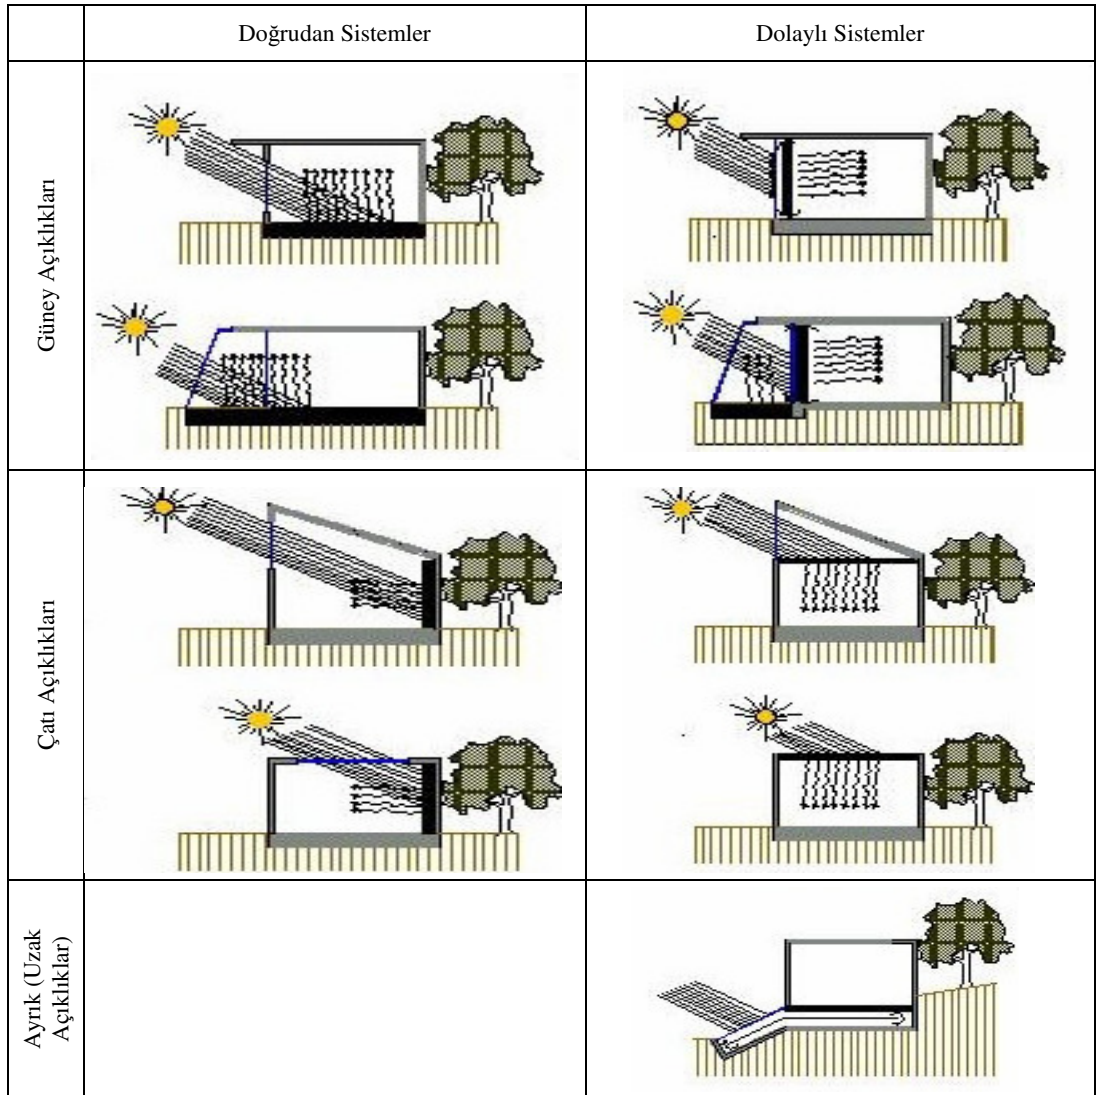 Doğrudan Sistemler
Dolaylı Sistemler
Güney Açıklıkları
Çatı Açıklıkları
Ayrık (Uzak
Açıklıklar)